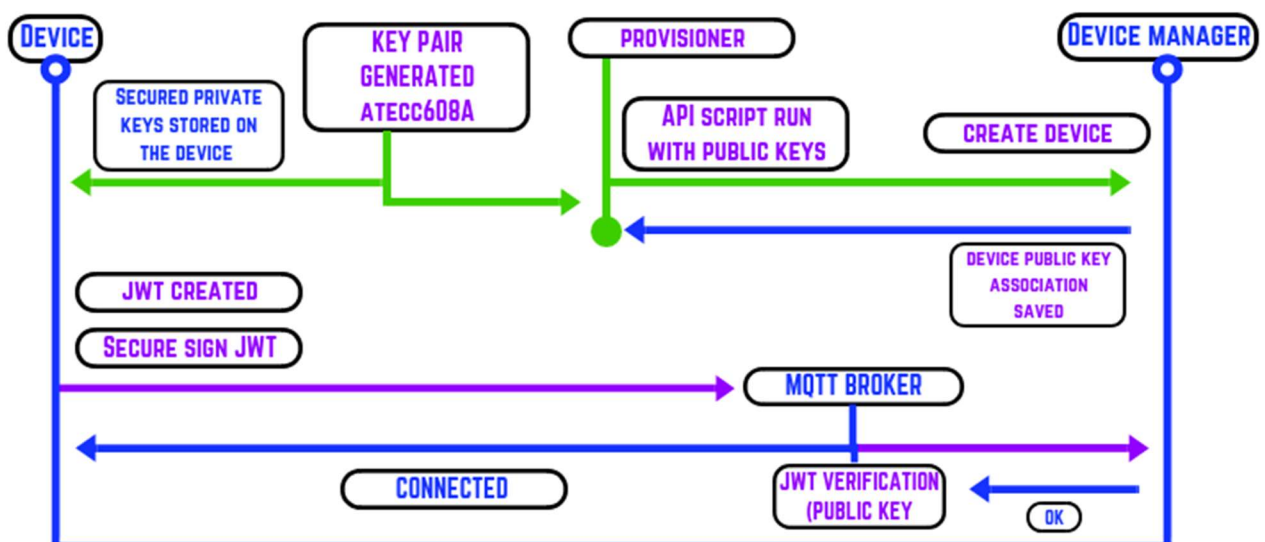 DEVICE
KEY PAIR
GENERATED
ATECC608A
PROVISIONER
DEVICE MANAGER
SECURED PRIVATE
KEYS STORED ON
THE DEVICE
API SCRIPT RUN
WITH PUBLIC KEYS
CREATE DEVICE
DEVICE PUBLIC KEY
ASSOCIATION
SAVED
JWT CREATED
SECURE SIGN JWT
MQTT BROKER
CONNECTED
JWT VERIFICATION
(PUBLIC KEY
OK